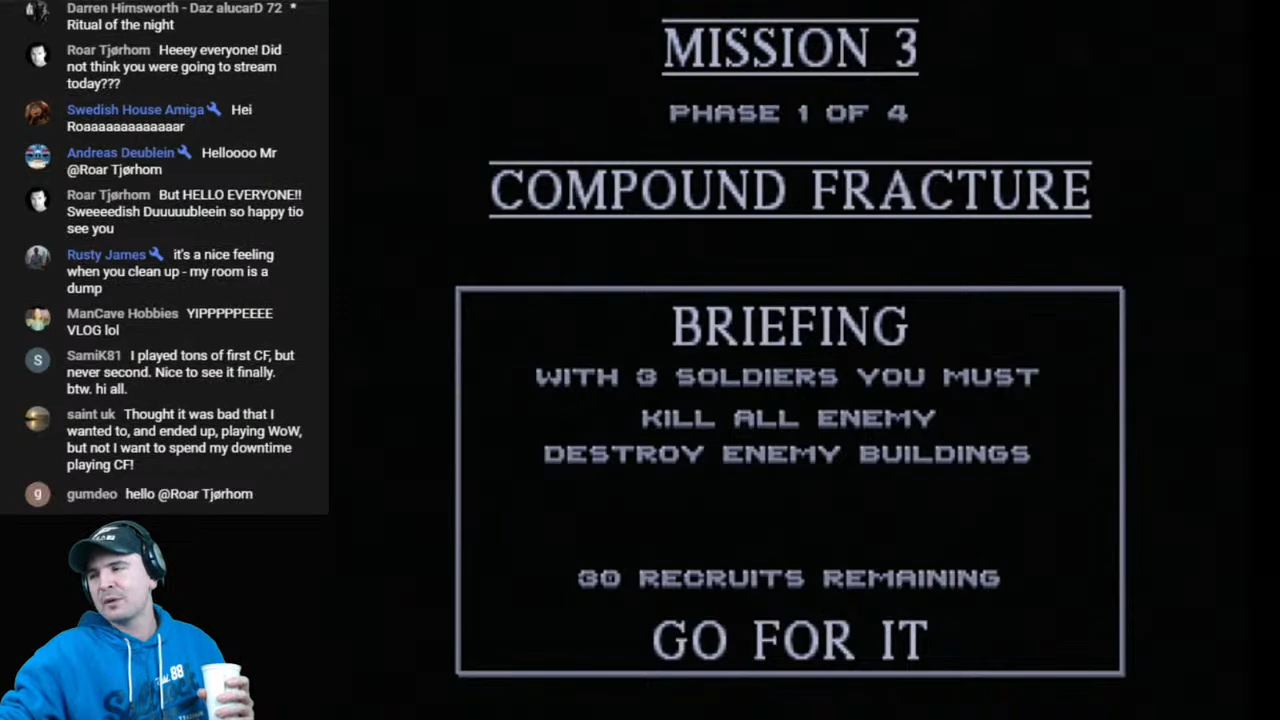 Darren Himsworth - Daz alucarD 72 *
Ritual of the night
Roar Tjørhom Heeey everyone! Did
not think you were going to stream
today???
Swedish House Amiga Hei
Roaaaaaaaaaaaar
Andreas Deublein Helloooo Mr
@Roar Tjørhom
Roar Tjørhom But HELLO EVERYONE!!
Sweeeedish Duuuubleein so happy tio
see you
Rusty James it's a nice feeling
when you clean up - my room is a
dump
ManCave Hobbies YIPPPPPEEEE
VLOG lol
S
SamiK81 I played tons of first CF, but
never second. Nice to see it finally.
btw. hi all.
saint uk Thought it was bad that I
wanted to, and ended up, playing WoW,
but not I want to spend my downtime
playing CF!
g
gumdeo hello @Roar Tjørhom
MISSION 3
PHASE 1 OF 4
COMPOUND FRACTURE
BRIEFING
WITH 3 SOLDIERS YOU MUST
KILL ALL ENEMY
DESTROY ENEMY BUILDINGS
30 RECRUITS REMAINING
GO FOR IT
88